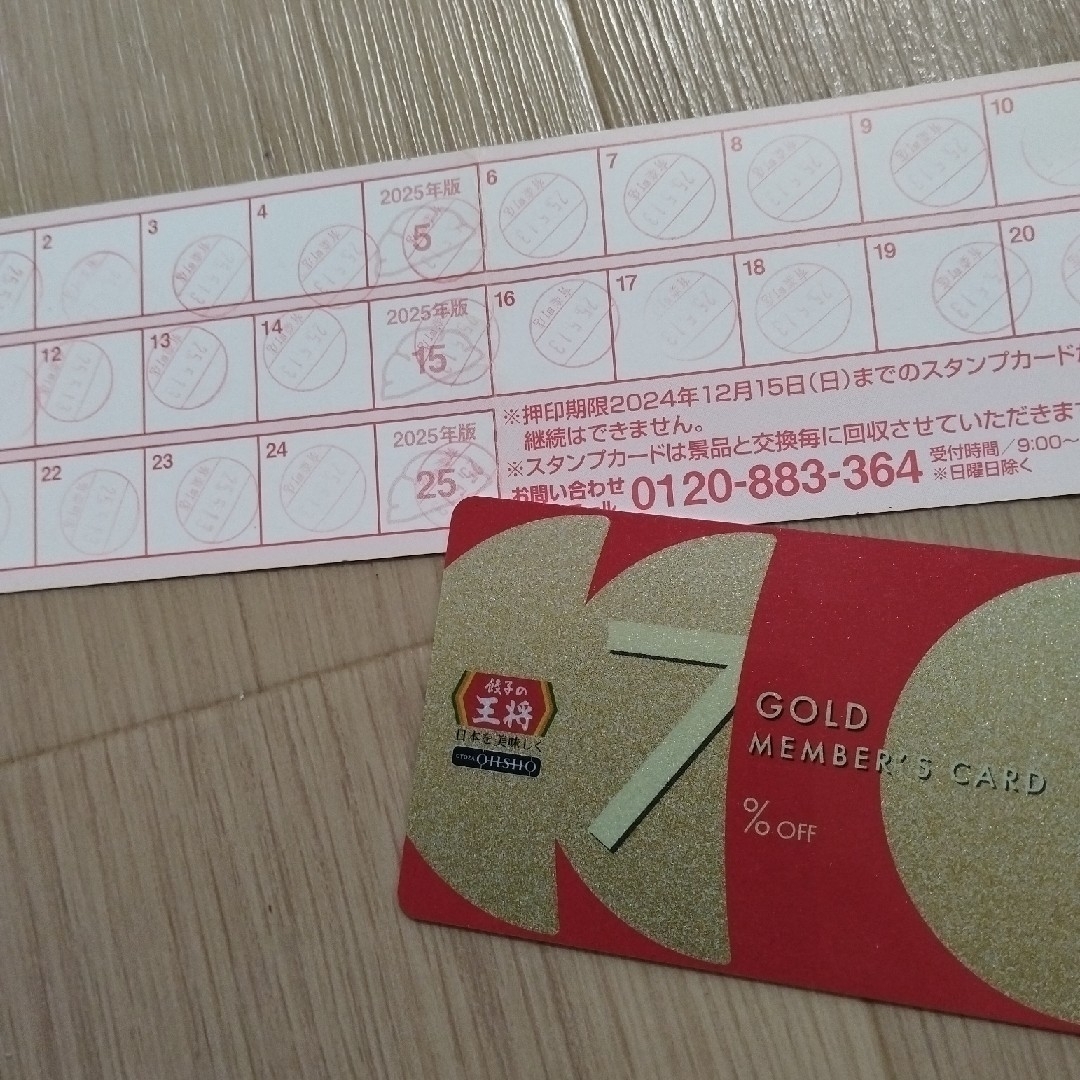 2 3 4 2025年版 5 6 7 8 9 10
12 13 14 2025年版 15 16 17 18 19 20
22 23 24 2025年版 25
※押印期限2024年12月15日(日)までのスタンプカードか
継続はできません。
※スタンプカードは景品と交換毎に回収させていただきま
お問い合わせ 0120-883-364 受付時間/9:00〜
※日曜日除く
餃子の
王将
日本を美味しく
OHSHO
7
GOLD
MEMBER'S CARD
% OFF